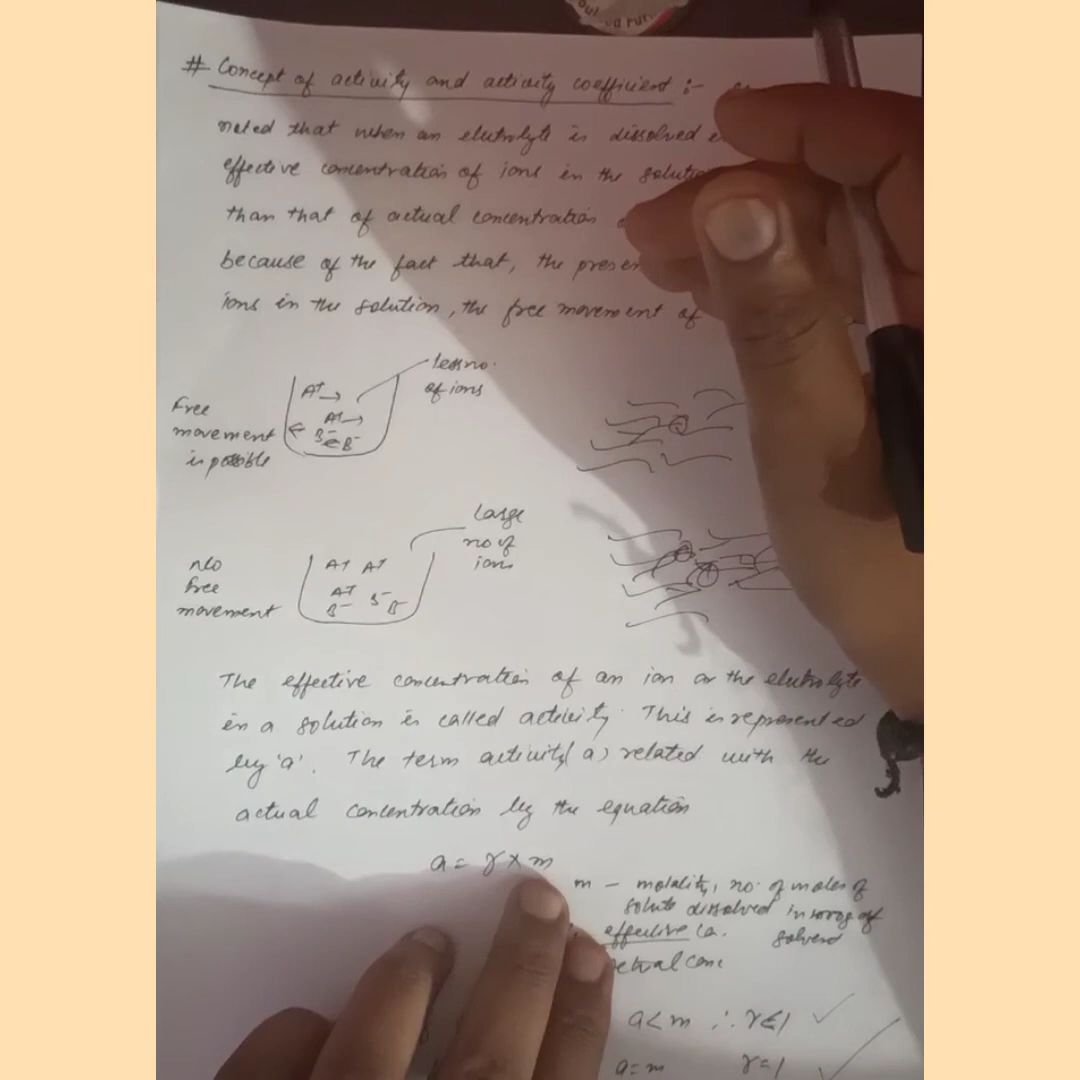 # Concept of activity and activity coefficient :-
noted that when an electrolyte is dissolved
effective concentration of ions in the
than that of actual concentration
because of the fact that, the
ions in the solution, the free movement of
less no.
of ions
A+ →
Free
movement
is possible
A+ →
← B- ← B-
Large
no of
ions
No
free
movement
A+ A+
A+ B-
B- B-
The effective concentration of an ion or the electrolyte
in a solution is called activity. This is represented
by 'a'. The term activity (a) related with the
actual concentration by the equation
a = γ × m
m - molality, no. of moles of
solute dissolved in 1000g of
solvent
effective
conc
a < m ∴ γ < 1 ✓
a = m γ = 1